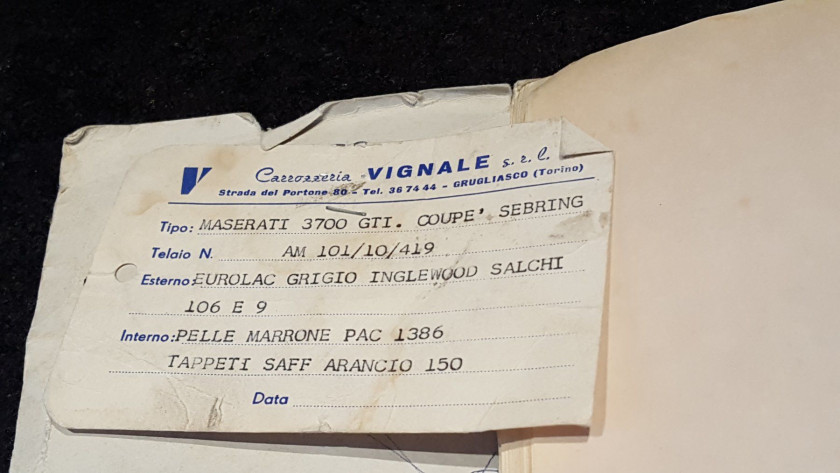 Carrozzeria VIGNALE s. r. l.
Strada del Portone 80 - Tel. 36 74 44 - GRUGLIASCO (Torino)
Tipo: MASERATI 3700 GTI. COUPE' SEBRING
Telaio N. AM 101/10/419
Esterno: EUROLAC GRIGIO INGLEWOOD SALCHI
106 E 9
Interno: PELLE MARRONE PAC 1386
TAPPETI SAFF ARANCIO 150
Data